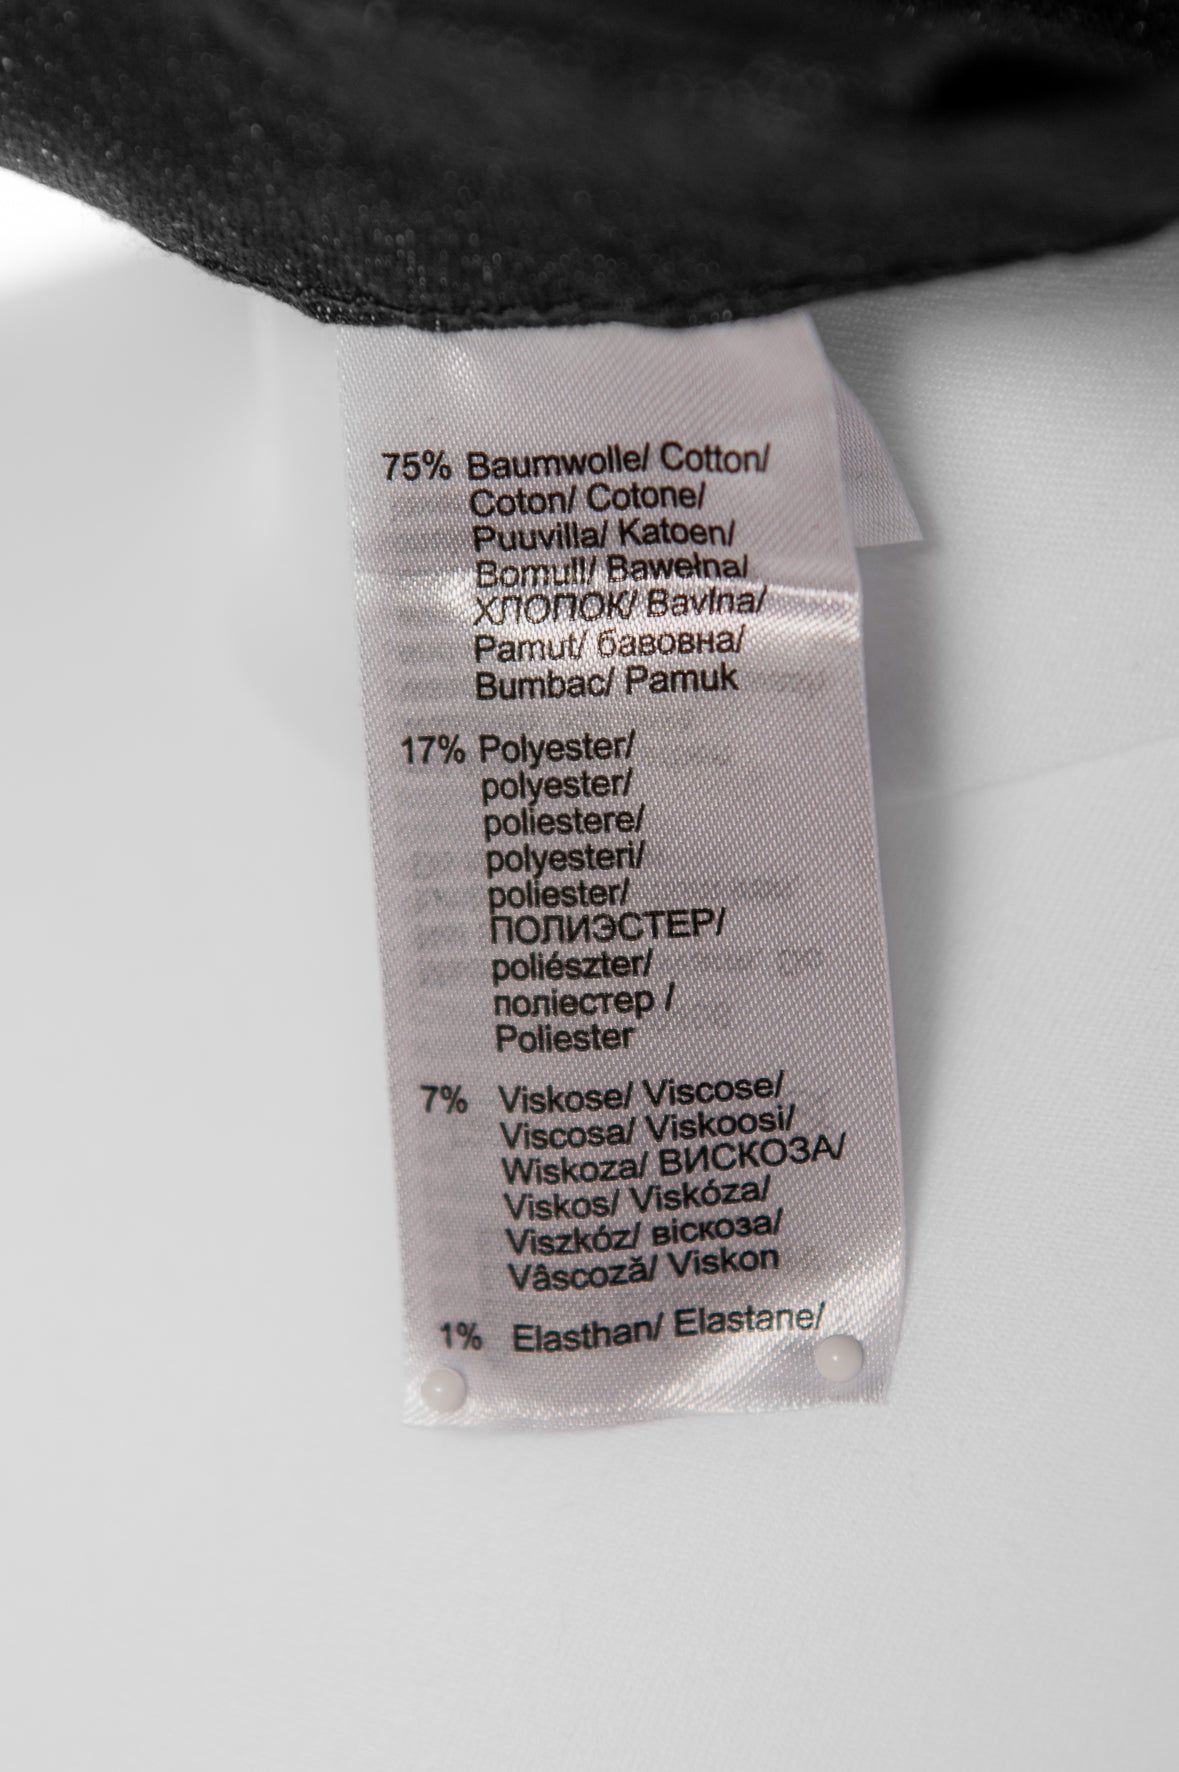 75% Baumwolle/ Cotton/
Coton/ Cotone/
Puuvilla/ Katoen/
Bomull/ Bawełna/
ХЛОПОК/ Bavlna/
Pamut/ бавовна/
Bumbac/ Pamuk
17% Polyester/
polyester/
poliestere/
polyesteri/
poliester/
ПОЛИЭСТЕР/
poliészter/
поліестер /
Poliester
7% Viskose/ Viscose/
Viscosa/ Viskoosi/
Wiskoza/ ВИСКОЗА/
Viskos/ Viskóza/
Viszkóz/ віскоза/
Vâscoză/ Viskon
1% Elasthan/ Elastane/